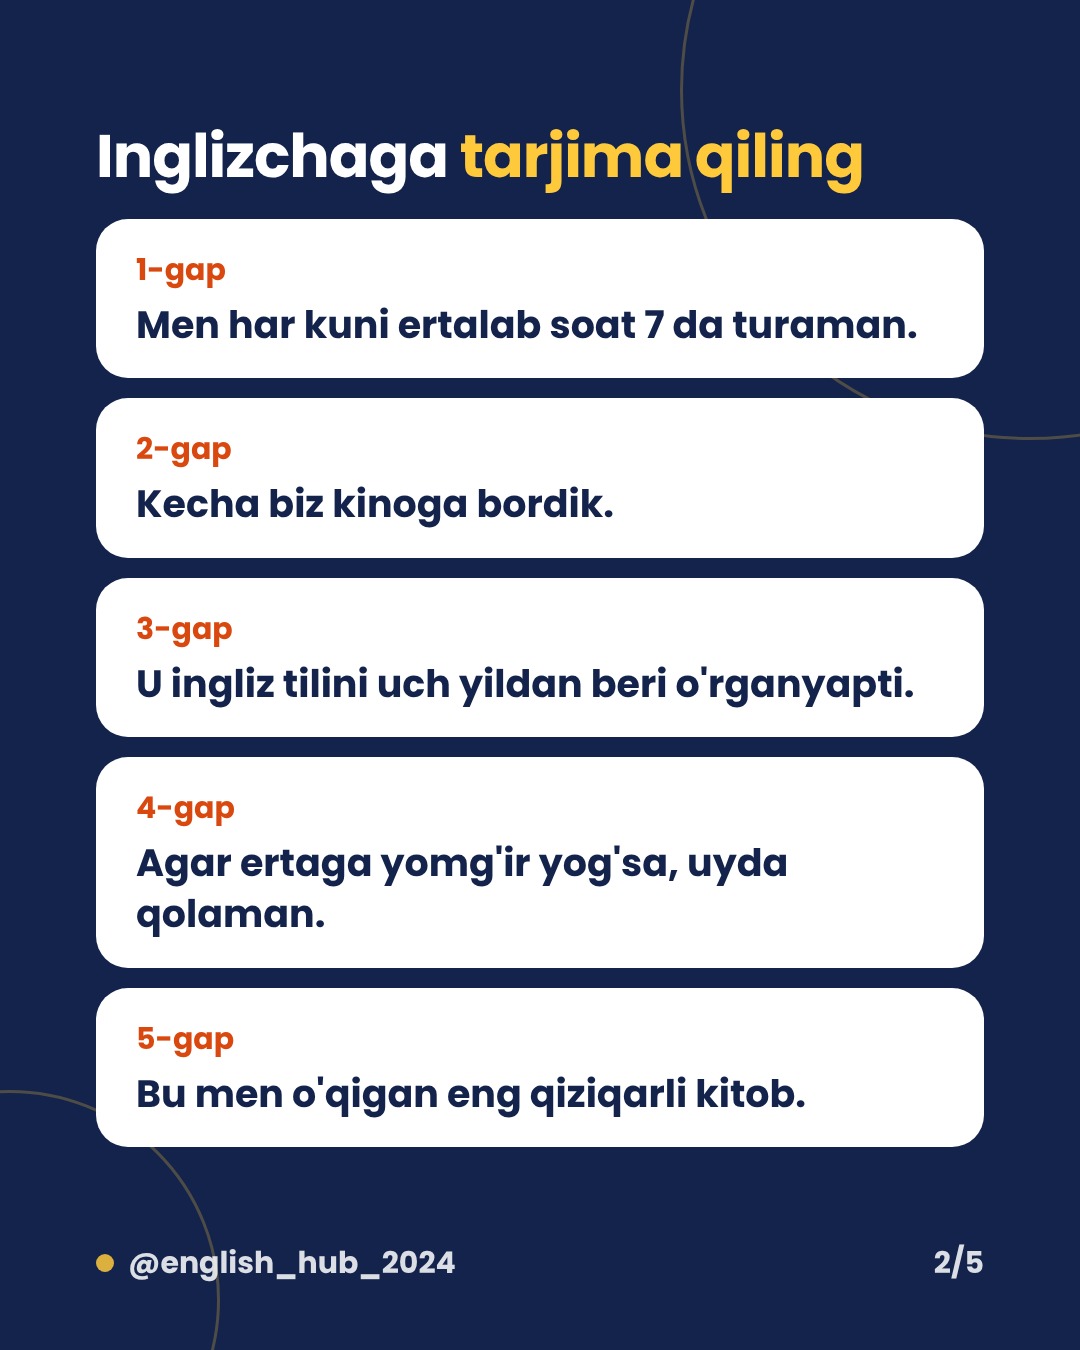 Inglizchaga tarjima qiling
1-gap
Men har kuni ertalab soat 7 da turaman.
2-gap
Kecha biz kinoga bordik.
3-gap
U ingliz tilini uch yildan beri o'rganyapti.
4-gap
Agar ertaga yomg'ir yog'sa, uyda
qolaman.
5-gap
Bu men o'qigan eng qiziqarli kitob.
@english_hub_2024
2/5